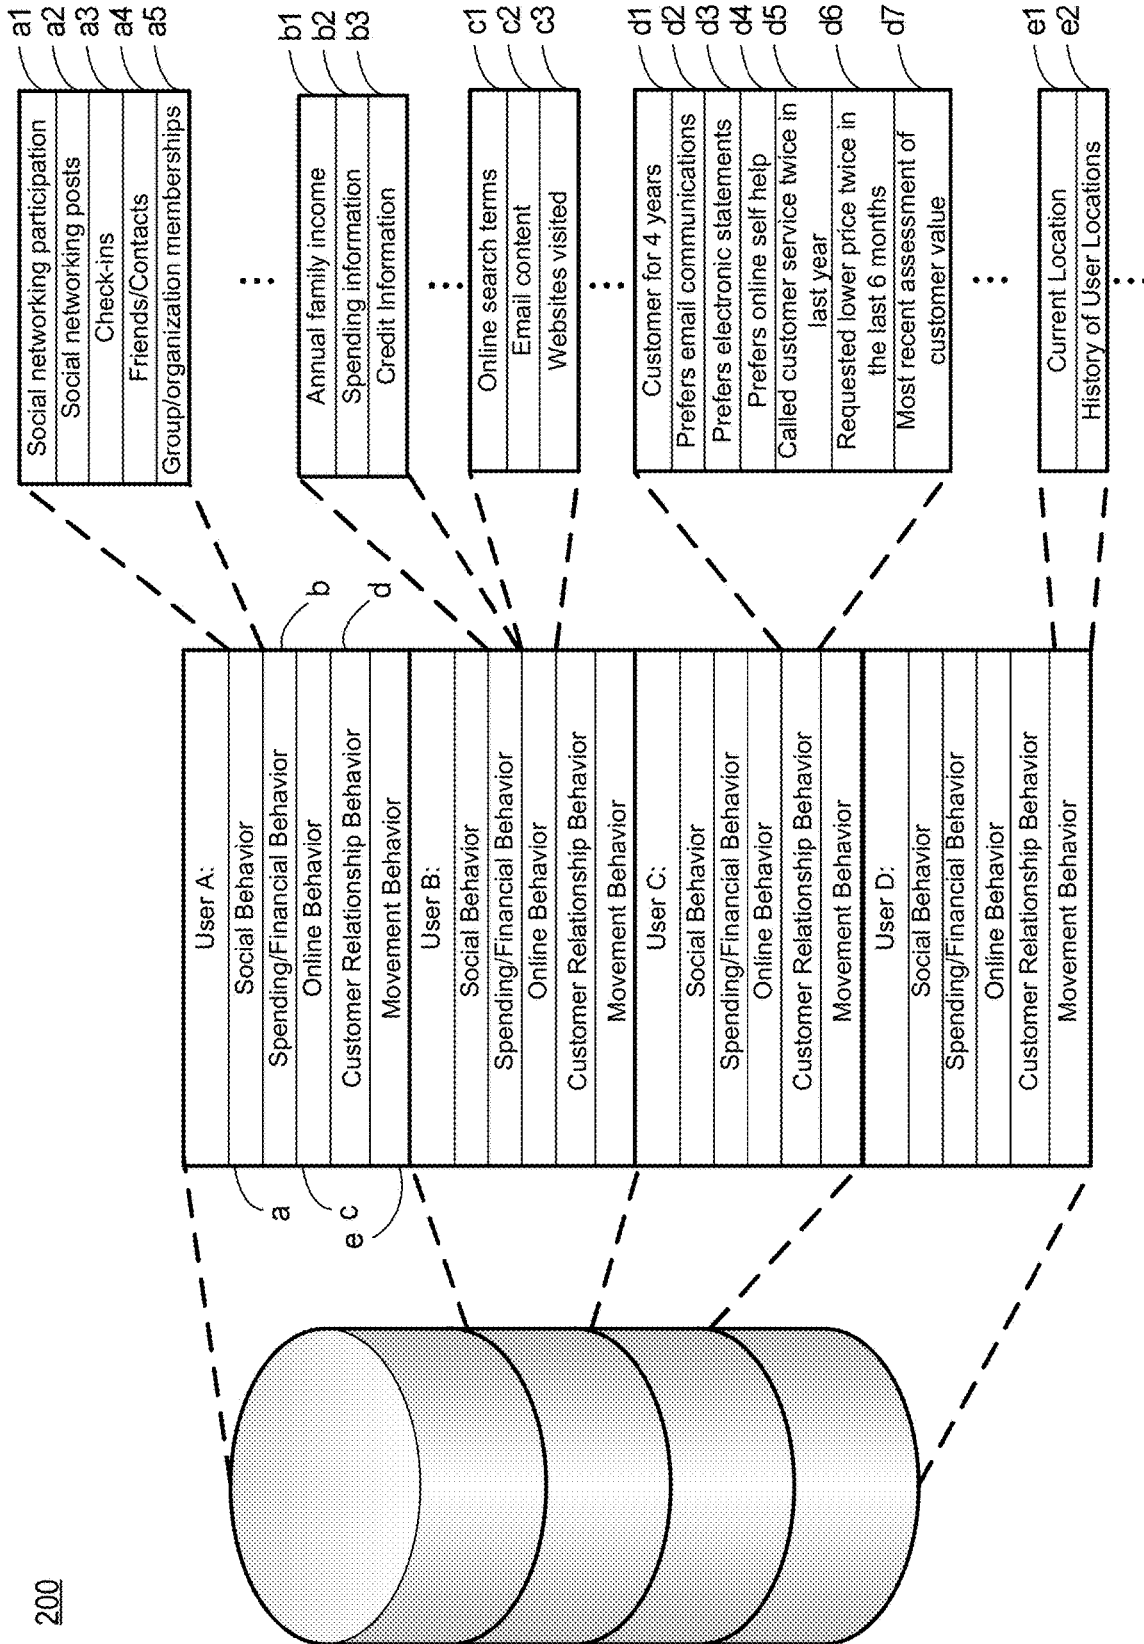 200
User A:
Social Behavior
Spending/Financial Behavior
Online Behavior
Customer Relationship Behavior
Movement Behavior
User B:
Social Behavior
Spending/Financial Behavior
Online Behavior
Customer Relationship Behavior
Movement Behavior
User C:
Social Behavior
Spending/Financial Behavior
Online Behavior
Customer Relationship Behavior
Movement Behavior
User D:
Social Behavior
Spending/Financial Behavior
Online Behavior
Customer Relationship Behavior
Movement Behavior
a
c
e
b
d
Social networking participation
Social networking posts
Check-ins
Friends/Contacts
Group/organization memberships
a1
a2
a3
a4
a5
Annual family income
Spending information
Credit Information
b1
b2
b3
Online search terms
Email content
Websites visited
c1
c2
c3
Customer for 4 years
Prefers email communications
Prefers electronic statements
Prefers online self help
Called customer service twice in
last year
Requested lower price twice in
the last 6 months
Most recent assessment of
customer value
d1
d2
d3
d4
d5
d6
d7
Current Location
History of User Locations
e1
e2